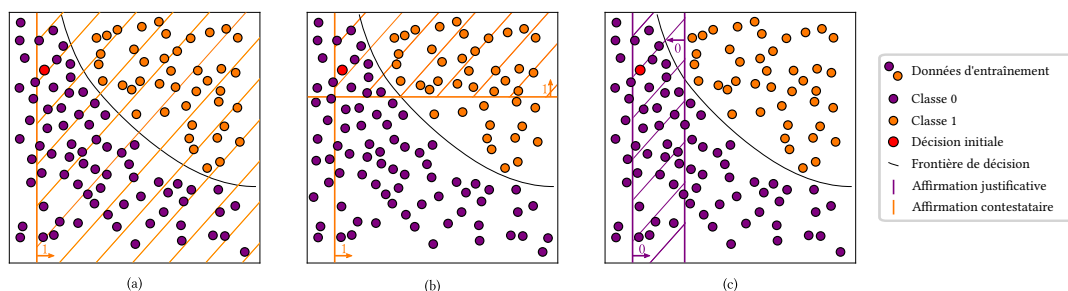 1
1
1
0
0
(a)
(b)
(c)
Données d'entraînement
Classe 0
Classe 1
Décision initiale
Frontière de décision
Affirmation justificative
Affirmation contestataire